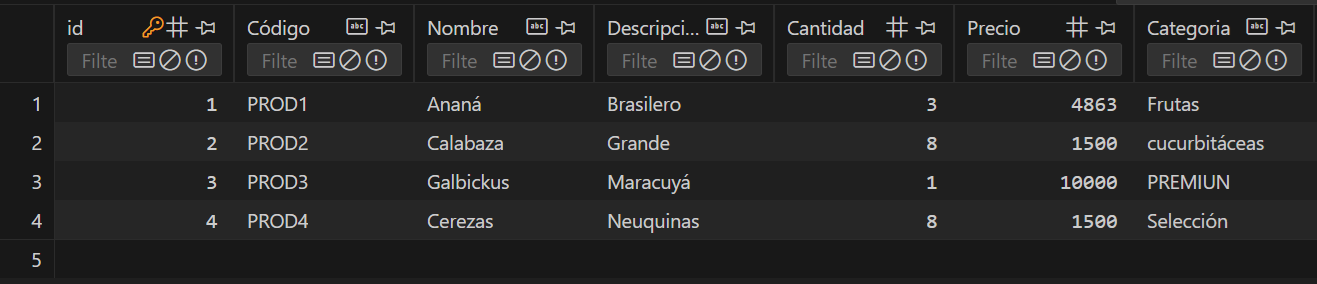 id Código Nombre Descripci... Cantidad Precio Categoria
Filte Filte Filte Filte Filte Filte Filte
1 1 PROD1 Ananá Brasilero 3 4863 Frutas
2 2 PROD2 Calabaza Grande 8 1500 cucurbitáceas
3 3 PROD3 Galbickus Maracuyá 1 10000 PREMIUN
4 4 PROD4 Cerezas Neuquinas 8 1500 Selección
5